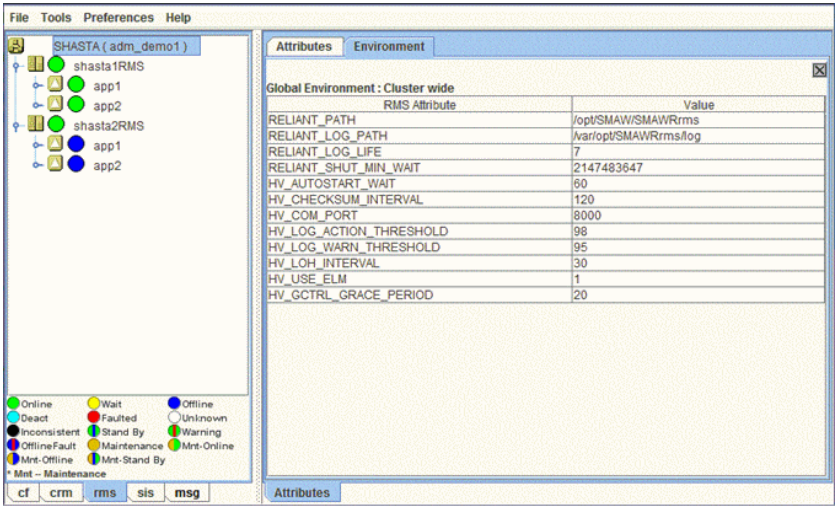 File Tools Preferences Help
SHASTA ( adm_demo1 )
shasta1RMS
app1
app2
shasta2RMS
app1
app2
Online Wait Offline
Deact Faulted Unknown
Inconsistent Stand By Warning
OfflineFault Maintenance Mnt-Online
Mnt-Offline Mnt-Stand By
* Mnt -- Maintenance
cf crm rms sis msg
Attributes Environment
Global Environment : Cluster wide
RMS Attribute Value
RELIANT_PATH /opt/SMAW/SMAWRrms
RELIANT_LOG_PATH /var/opt/SMAWRrms/log
RELIANT_LOG_LIFE 7
RELIANT_SHUT_MIN_WAIT 2147483647
HV_AUTOSTART_WAIT 60
HV_CHECKSUM_INTERVAL 120
HV_COM_PORT 8000
HV_LOG_ACTION_THRESHOLD 98
HV_LOG_WARN_THRESHOLD 95
HV_LOH_INTERVAL 30
HV_USE_ELM 1
HV_GCTRL_GRACE_PERIOD 20
Attributes